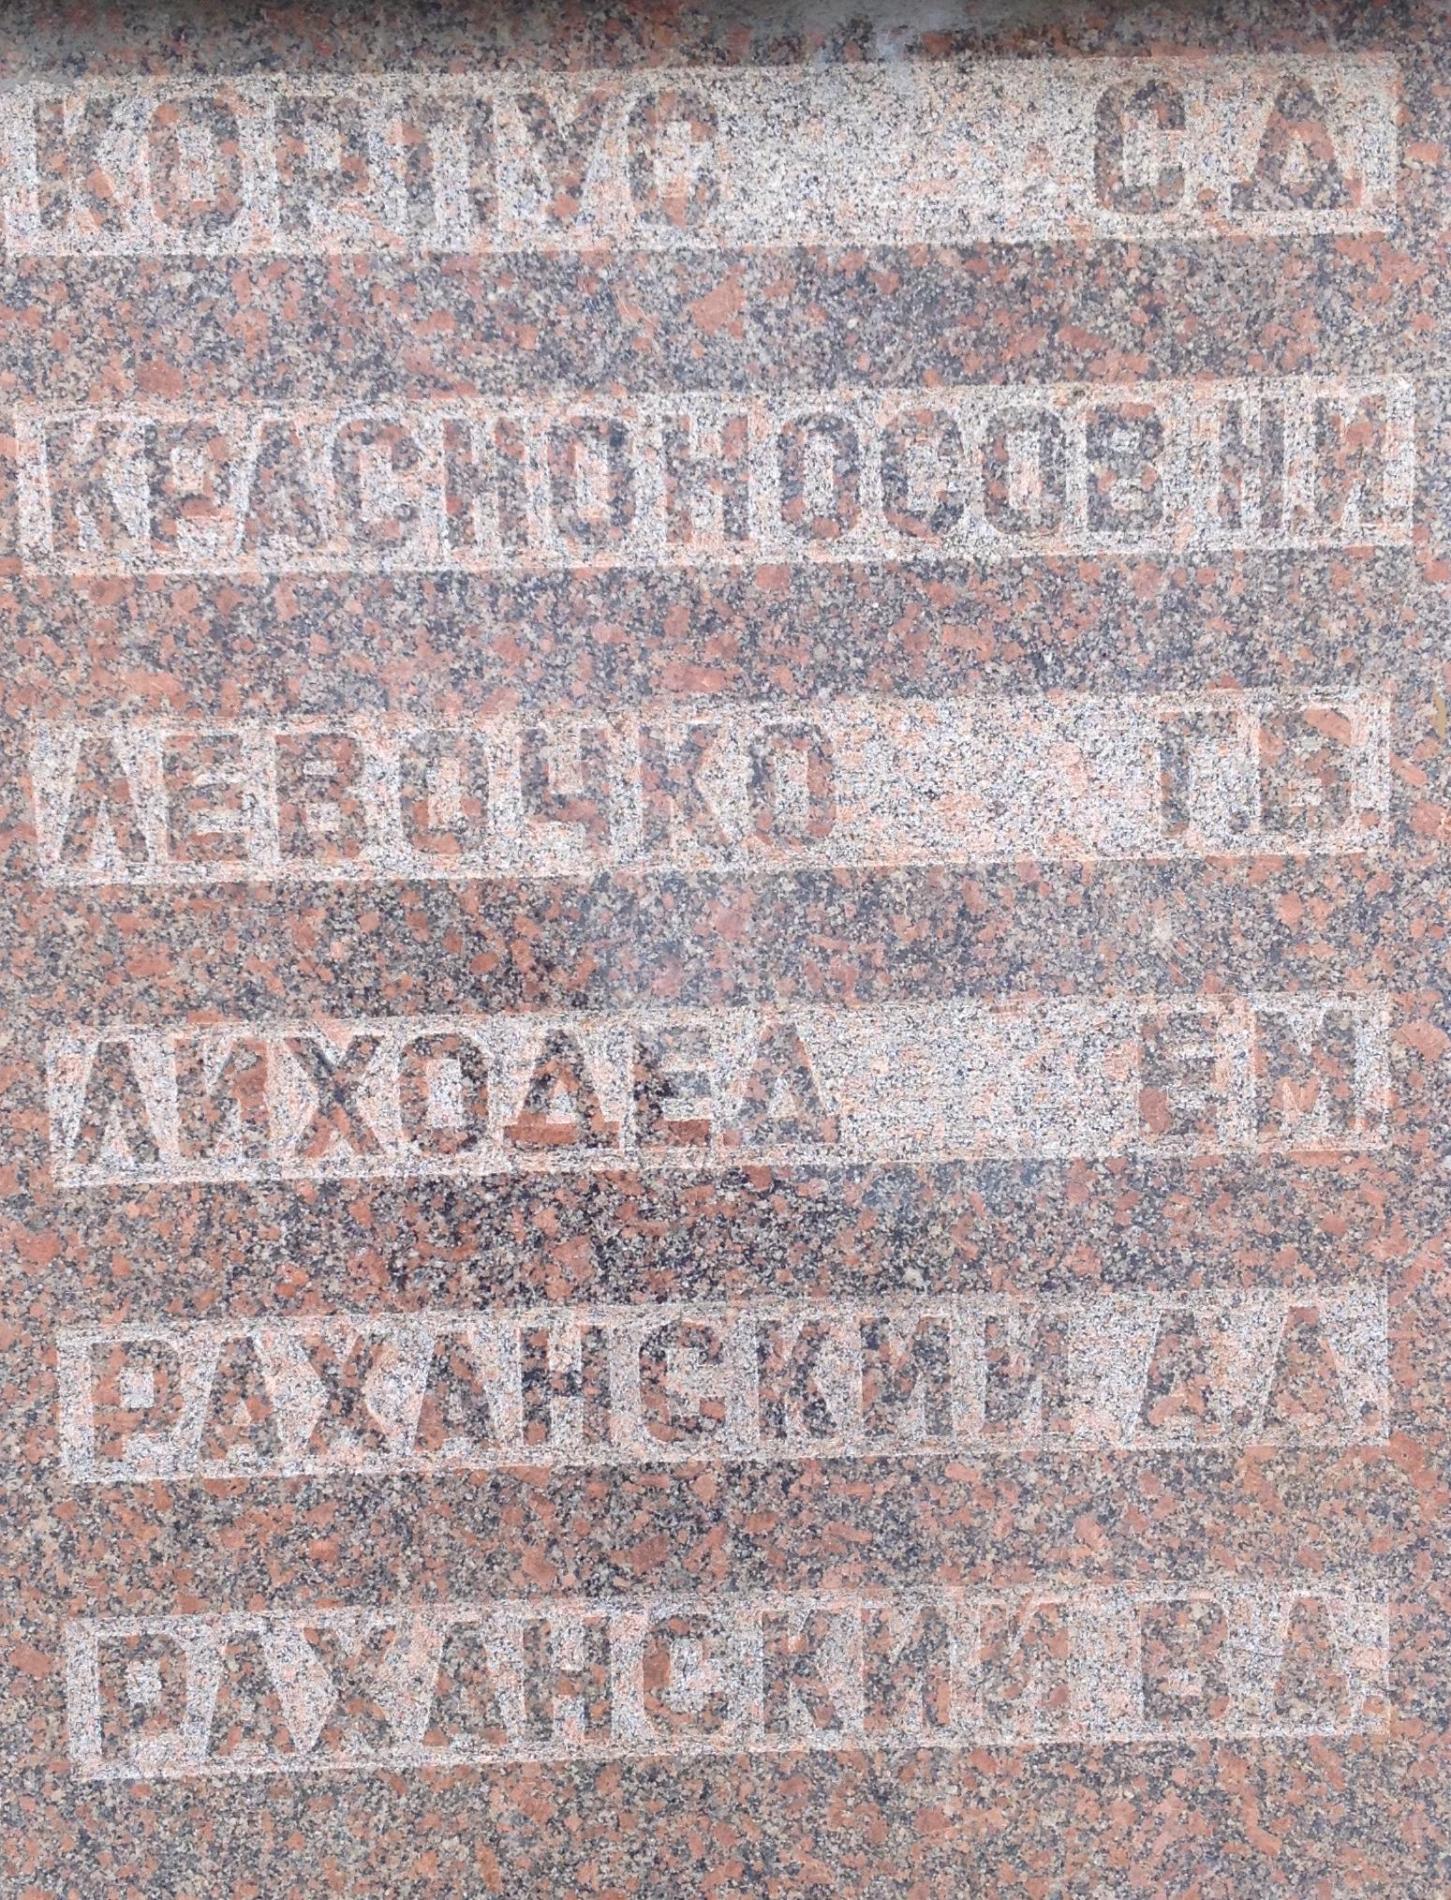 КОРПУС С.Д
КРАСНОНОСОВ Н И
ЛЕВОЧКО Т Б
ЛИХОДЕД Е М
РАХАНСКИЙ А А
РАХАНСКИЙ В А